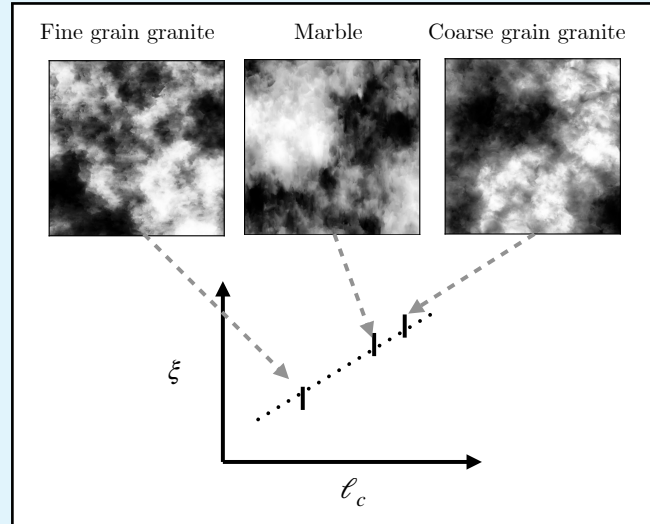 Fine grain granite
Marble
Coarse grain granite
ξ
ℓc